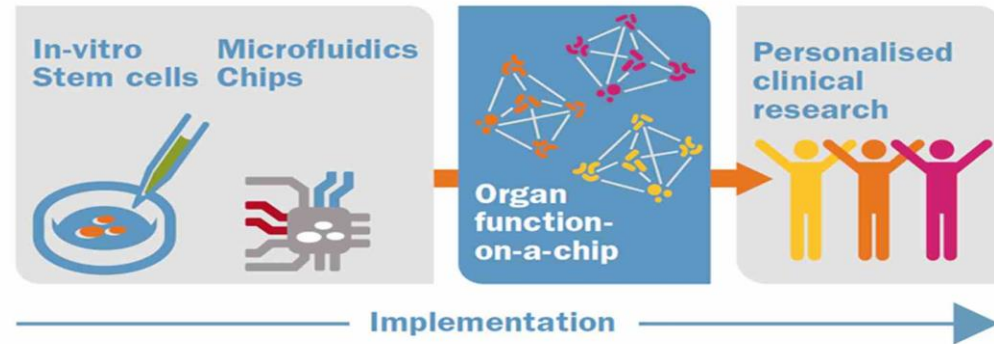 In-vitro
Stem cells
Microfluidics
Chips
Organ
function-
on-a-chip
Personalised
clinical
research
Implementation